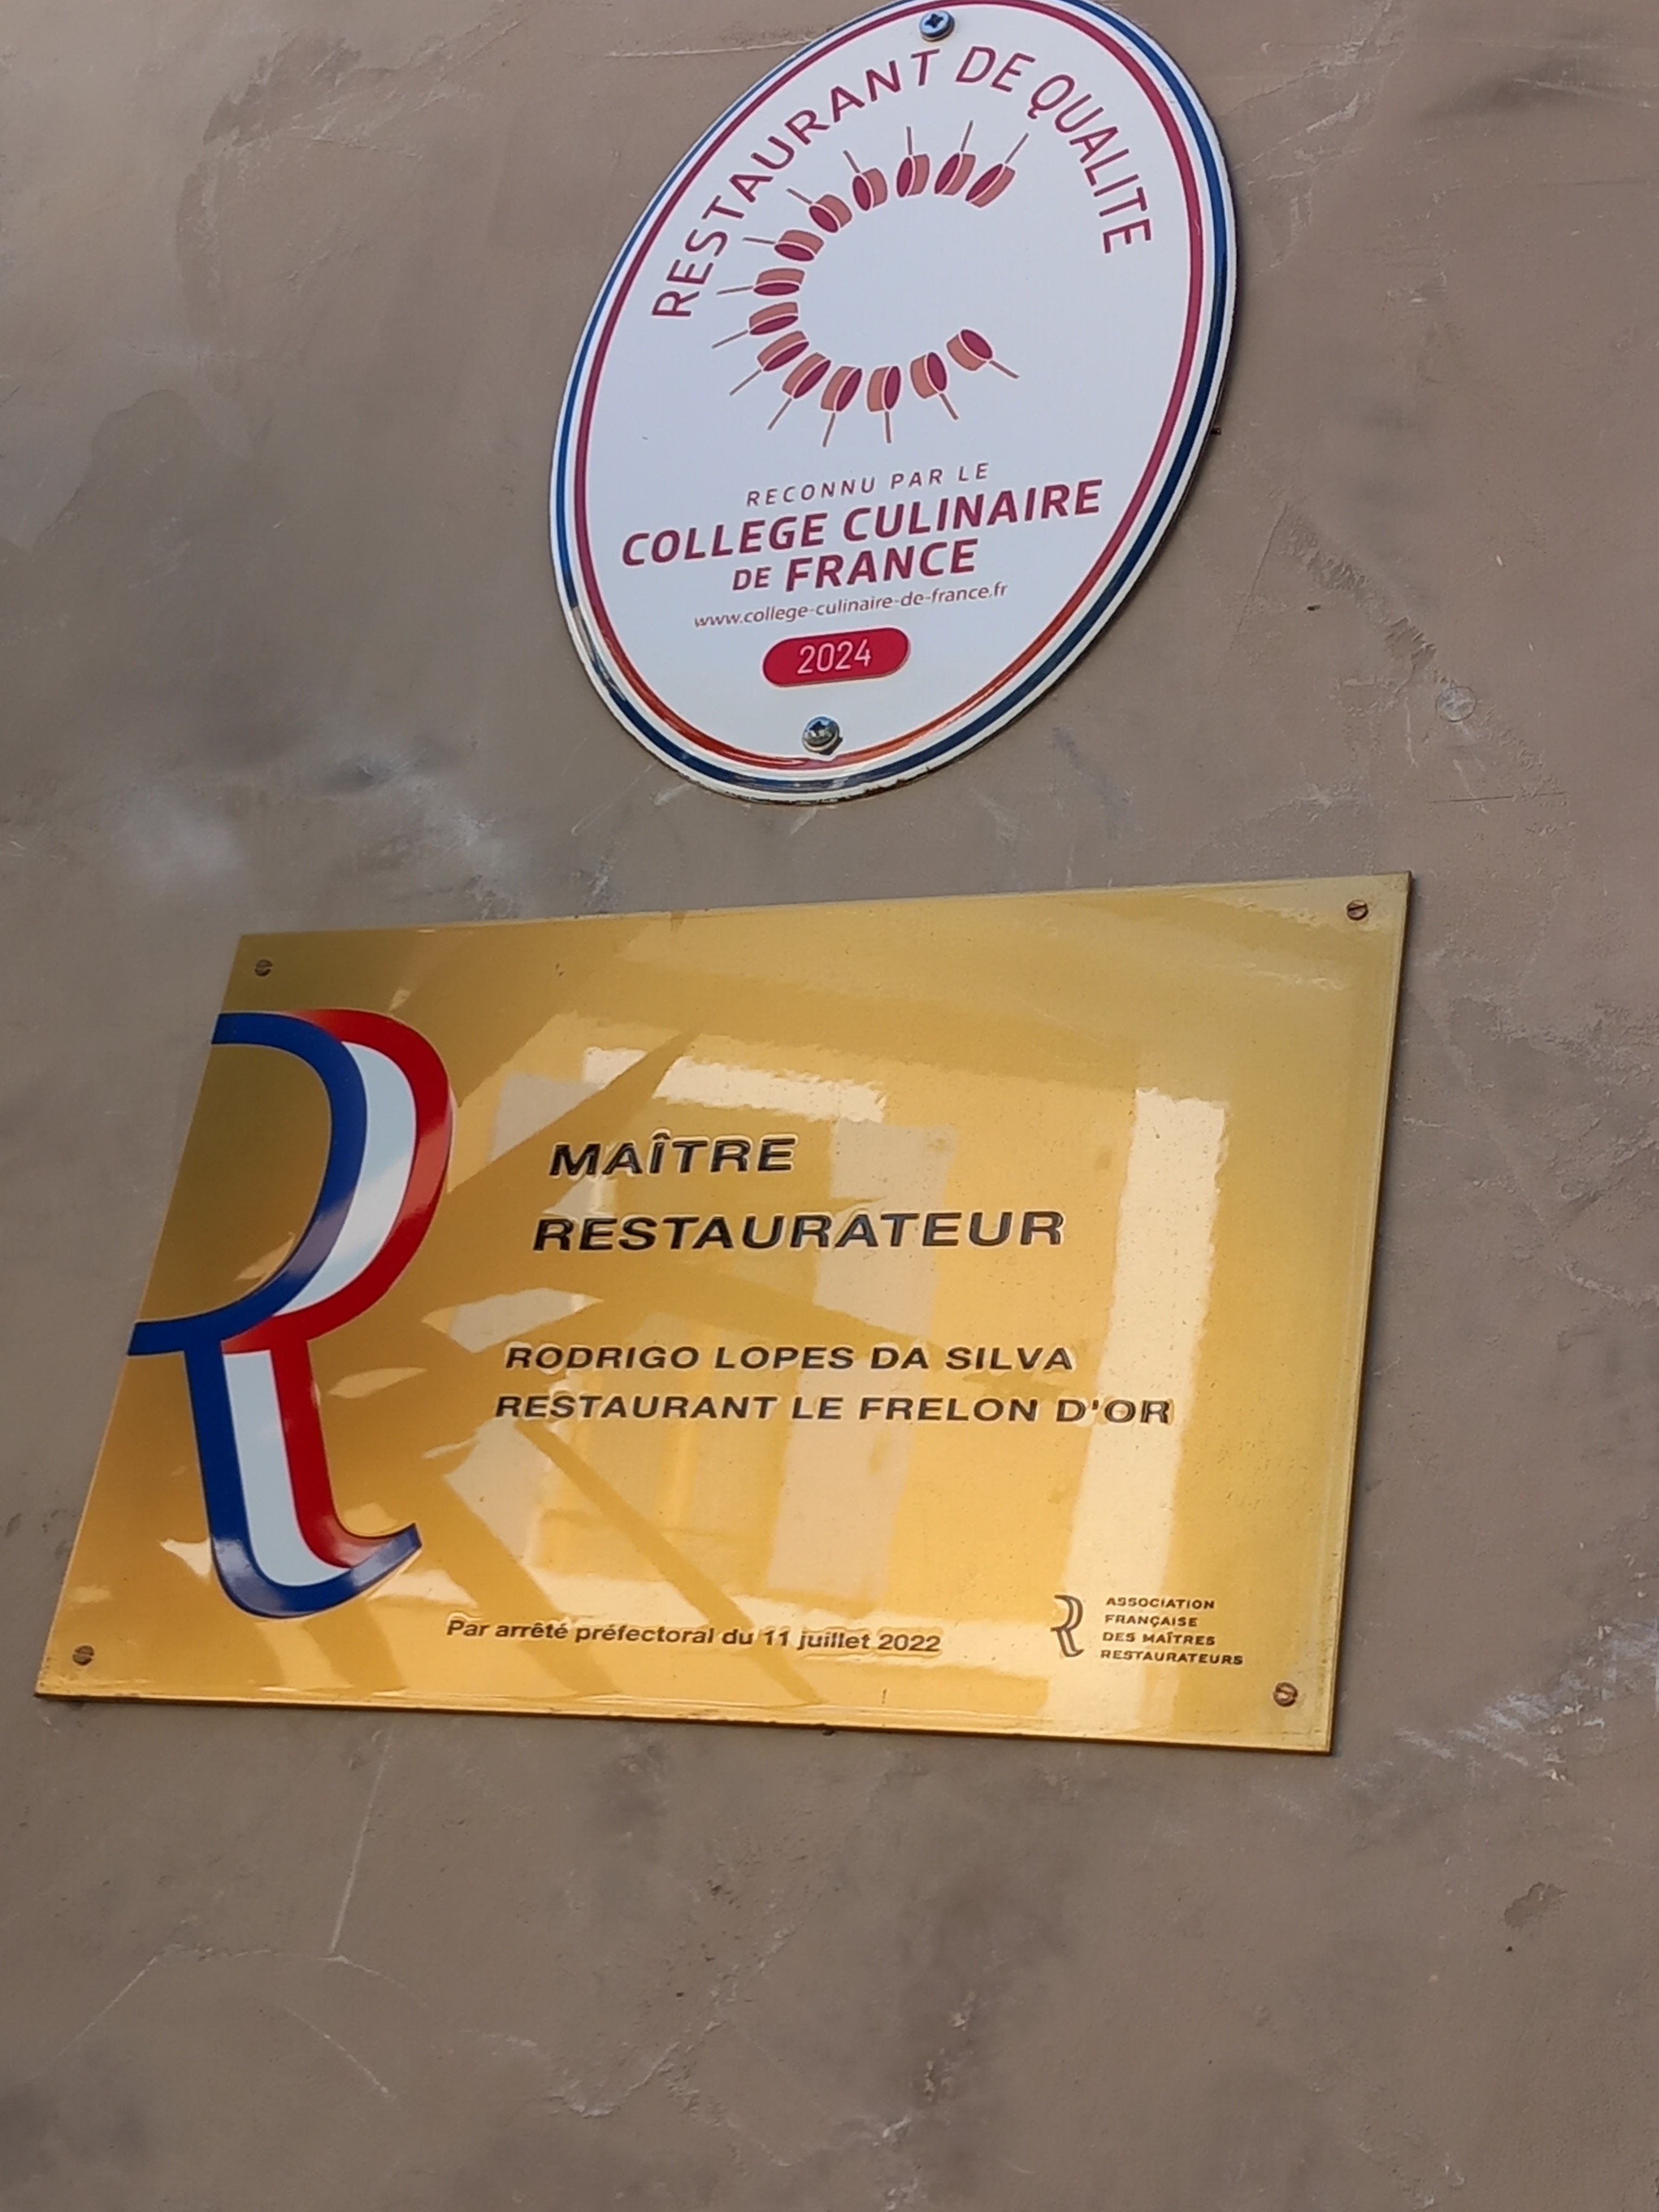 RESTAURANT DE QUALITE
RECONNU PAR LE
COLLEGE CULINAIRE
DE FRANCE
www.college-culinaire-de-france.fr
2024
MAÎTRE
RESTAURATEUR
RODRIGO LOPES DA SILVA
RESTAURANT LE FRELON D'OR
Par arrêté préfectoral du 11 juillet 2022
R ASSOCIATION
FRANÇAISE
DES MAÎTRES
RESTAURATEURS